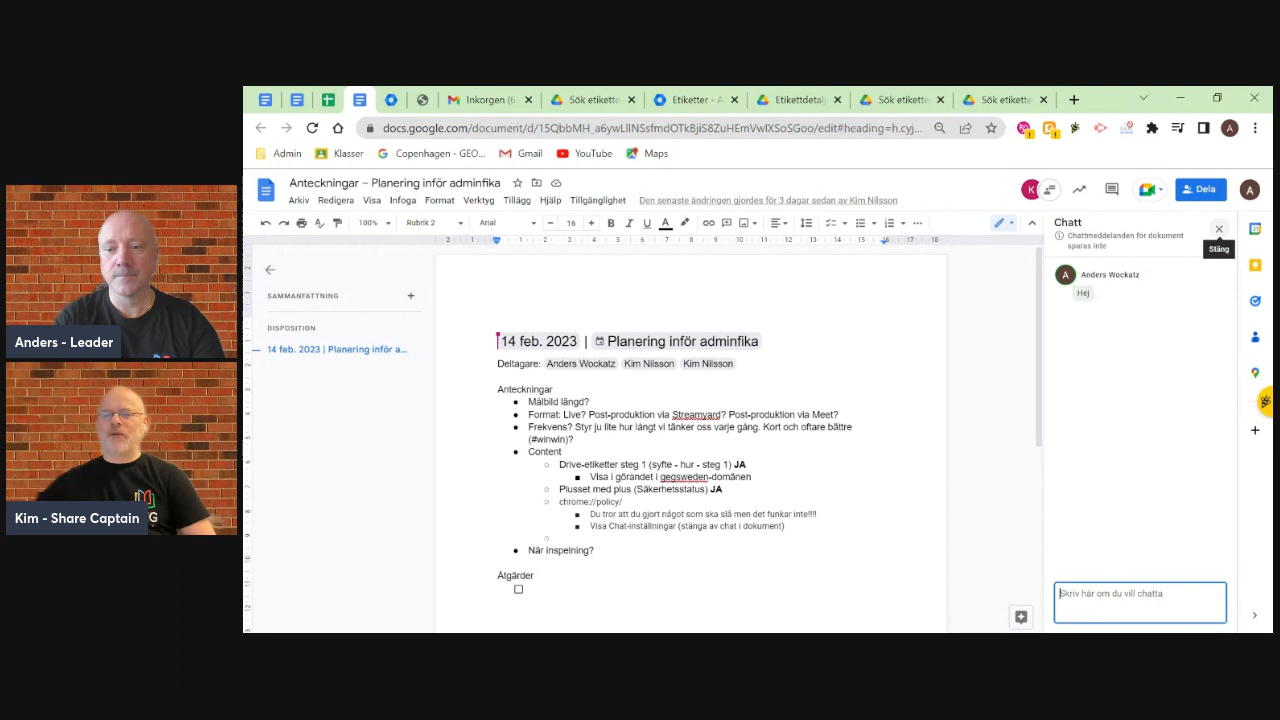 Inkorgen (6
Sök etikette
Etiketter - A
Etikettdetal
Sök etikette
Sök etikette
docs.google.com/document/d/15QbbMH_a6ywLlINSsfmdOTkBjiS8ZuHEmVwlXSoSGoo/edit#heading=h.cyj...
Admin
Klasser
Copenhagen - GEO...
Gmail
YouTube
Maps
Anteckningar – Planering inför adminfika
Arkiv Redigera Visa Infoga Format Verktyg Tillägg Hjälp Tillgänglighet
Den senaste ändringen gjordes för 3 dagar sedan av Kim Nilsson
K
Dela
A
100% Rubrik 2 Arial 16
Chatt
Chattmeddelanden för dokument
sparas inte
Stäng
A Anders Wockatz
Hej
Skriv här om du vill chatta
SAMMANFATTNING
DISPOSITION
14 feb. 2023 | Planering inför a...
14 feb. 2023 | Planering inför adminfika
Deltagare: Anders Wockatz Kim Nilsson Kim Nilsson
Anteckningar
● Målbild längd?
● Format: Live? Post-produktion via Streamyard? Post-produktion via Meet?
● Frekvens? Styr ju lite hur långt vi tänker oss varje gång. Kort och oftare bättre
(#winwin)?
● Content
○ Drive-etiketter steg 1 (syfte - hur - steg 1) JA
■ Visa i görandet i gegsweden-domänen
○ Plusset med plus (Säkerhetsstatus) JA
○ chrome://policy/
■ Du tror att du gjort något som ska slå men det funkar inte!!!!
■ Visa Chat-inställningar (stänga av chat i dokument)
○
● När inspelning?
Åtgärder
Anders - Leader
Kim - Share Captain